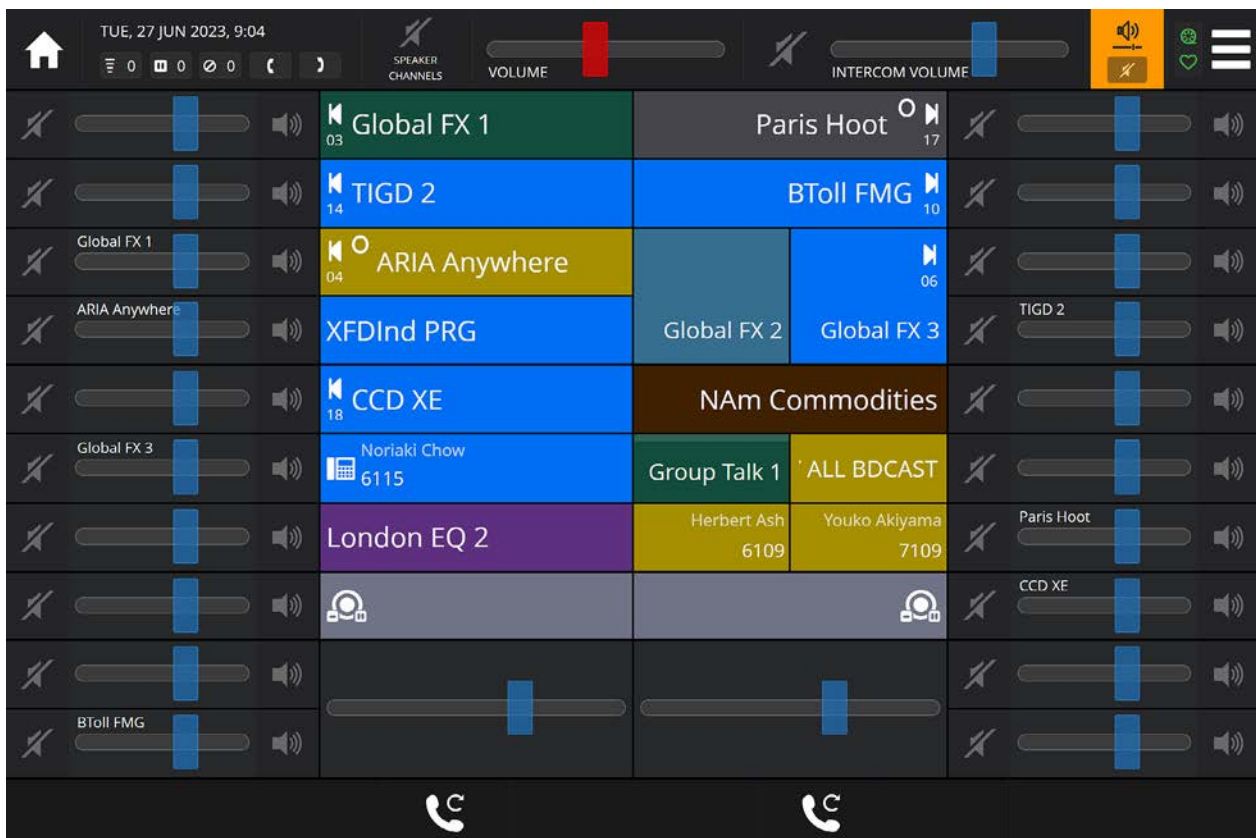 TUE, 27 JUN 2023, 9:04
0 0 0
SPEAKER
CHANNELS
VOLUME
INTERCOM VOLUME
03 Global FX 1
Paris Hoot 17
14 TIGD 2
BToll FMG 10
Global FX 1
04 ARIA Anywhere
06
ARIA Anywhere
XFDInd PRG
Global FX 2
Global FX 3
TIGD 2
18 CCD XE
NAm Commodities
Global FX 3
Noriaki Chow
6115
Group Talk 1
ALL BDCAST
London EQ 2
Herbert Ash
6109
Youko Akiyama
7109
Paris Hoot
CCD XE
BToll FMG